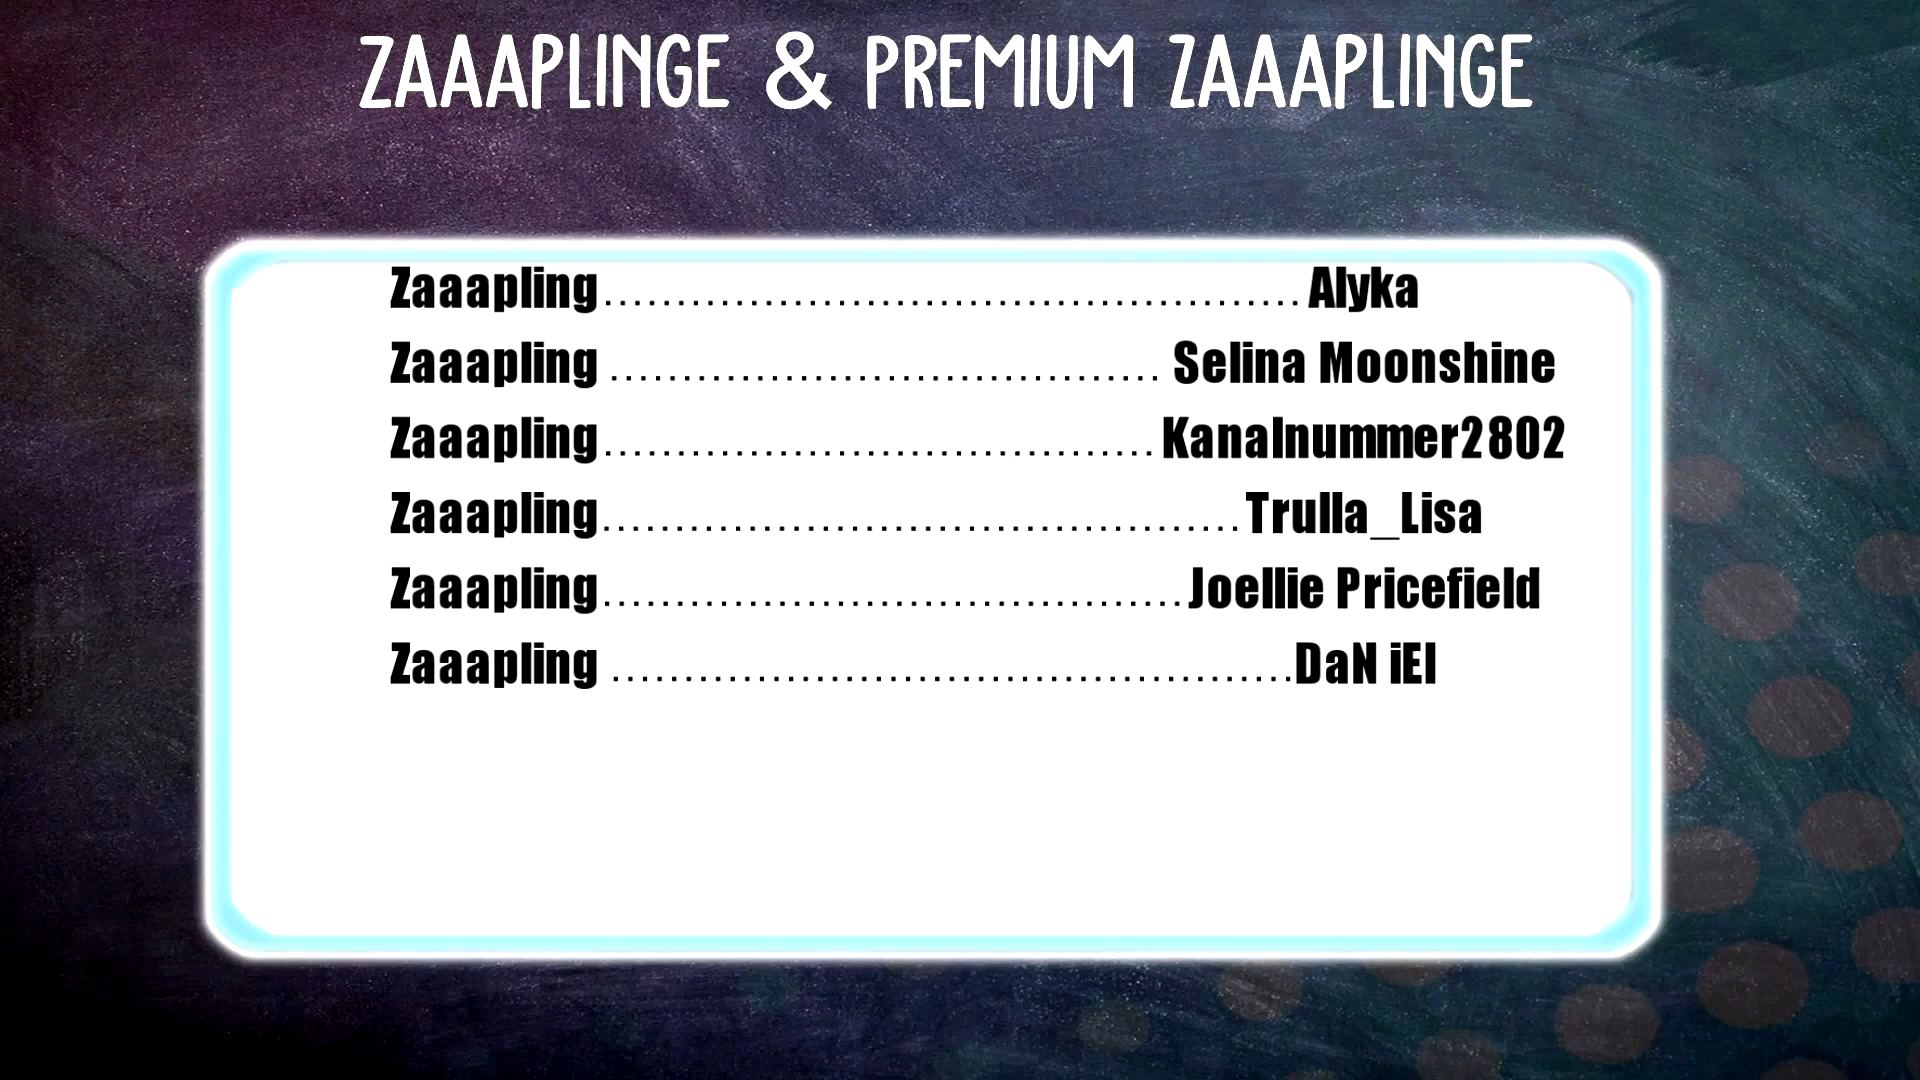 ZAAAPLINGE & PREMIUM ZAAAPLINGE
Zaaapling................................................Alyka
Zaaapling ...................................... Selina Moonshine
Zaaapling......................................Kanalnummer2802
Zaaapling............................................Trulla_Lisa
Zaaapling........................................Joellie Pricefield
Zaaapling ...............................................DaN iEl